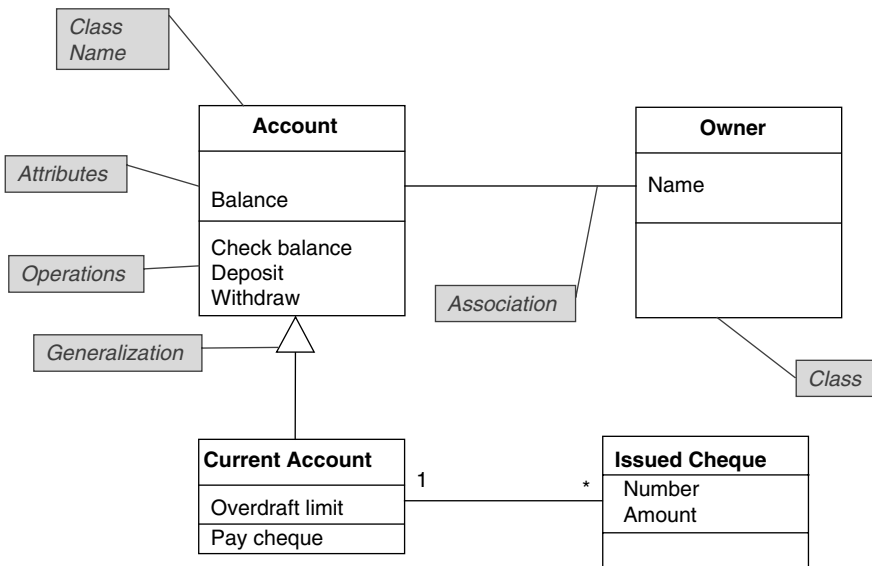 Class
Name
Account
Owner
Attributes
Balance
Name
Operations
Check balance
Deposit
Withdraw
Association
Generalization
Class
Current Account
Overdraft limit
Pay cheque
1
*
Issued Cheque
Number
Amount